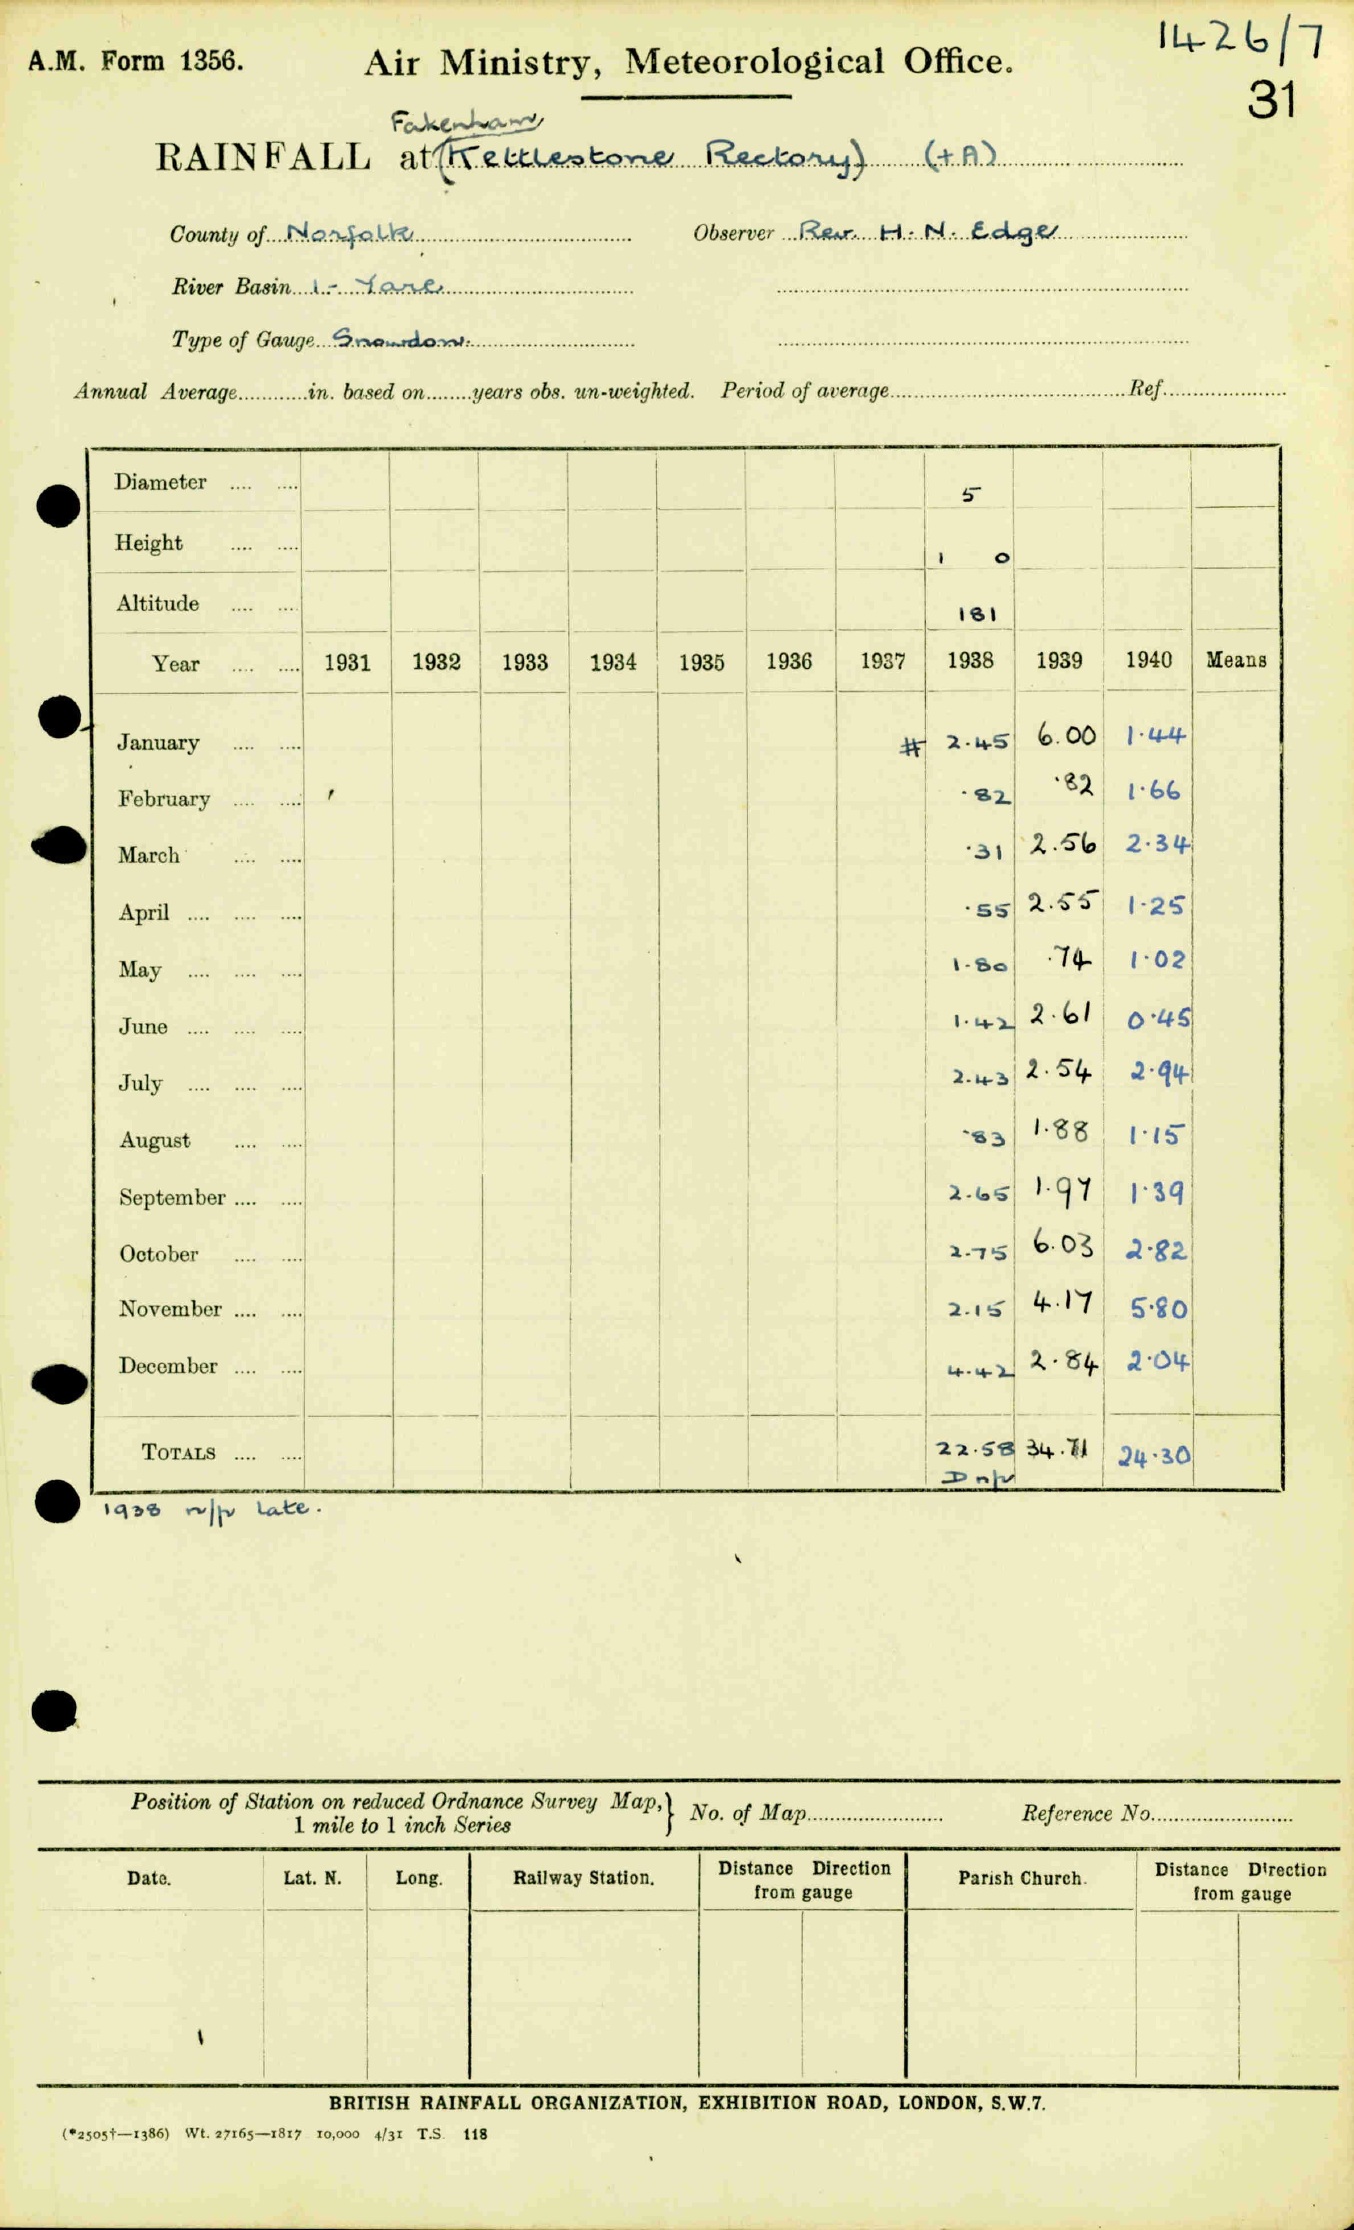 1426/7
A.M. Form 1356. Air Ministry, Meteorological Office.
31
Fakenham
RAINFALL at (Kettlestone Rectory) (+A)
County of Norfolk Observer Rev. H. N. Edge
River Basin 1 - Yare
Type of Gauge Snowdon.
Annual Average............in. based on........years obs. un-weighted. Period of average........................................Ref.....................
Diameter .... .... 5
Height .... .... 1 0
Altitude .... .... 181
Year .... .... 1931 1932 1933 1934 1935 1936 1937 1938 1939 1940 Means
January .... .... # 2.45 6.00 1.44
February .... .... .82 .82 1.66
March .... .... .31 2.56 2.34
April .... .... .... .55 2.55 1.25
May .... .... .... 1.80 .74 1.02
June .... .... .... 1.42 2.61 0.45
July .... .... .... 2.43 2.54 2.94
August .... .... .83 1.88 1.15
September .... .... 2.65 1.97 1.39
October .... .... 2.75 6.03 2.82
November .... .... 2.15 4.17 5.80
December .... .... 4.42 2.84 2.04
TOTALS .... .... 22.58 34.71 24.30
1938 late.
Position of Station on reduced Ordnance Survey Map, } No. of Map........................ Reference No.........................
1 mile to 1 inch Series
Date. Lat. N. Long. Railway Station. Distance Direction from gauge Parish Church. Distance Direction from gauge
BRITISH RAINFALL ORGANIZATION, EXHIBITION ROAD, LONDON, S.W.7.
(*2505†—1386) Wt. 27165—1817 10,000 4/31 T.S. 118